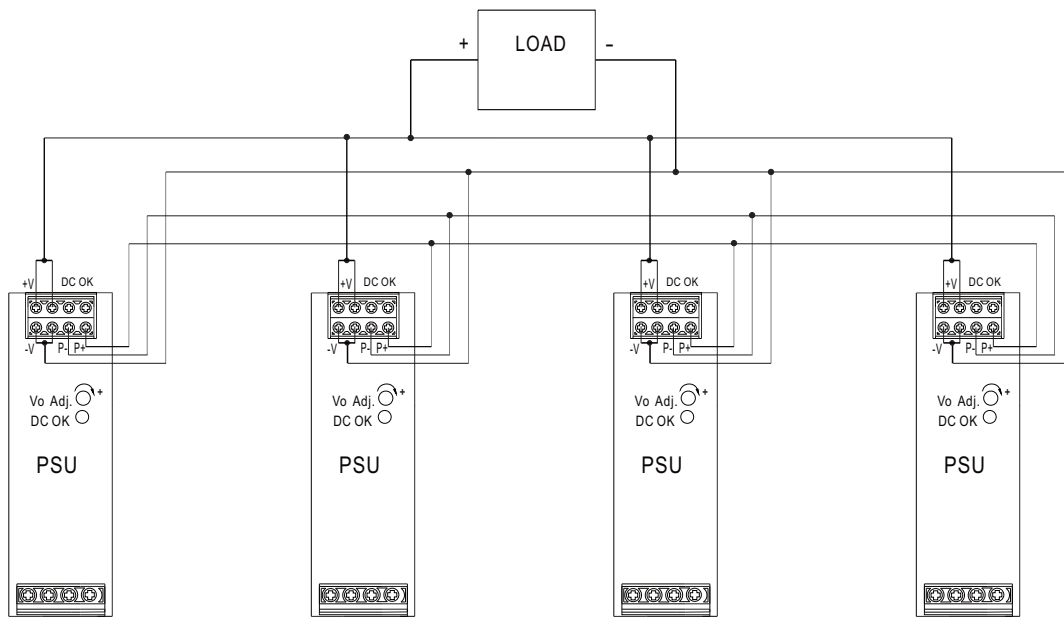 + LOAD -
+V DC OK +V DC OK +V DC OK +V DC OK
-V P- P+ -V P- P+ -V P- P+ -V P- P+
Vo Adj. + Vo Adj. + Vo Adj. + Vo Adj. +
DC OK DC OK DC OK DC OK
PSU PSU PSU PSU